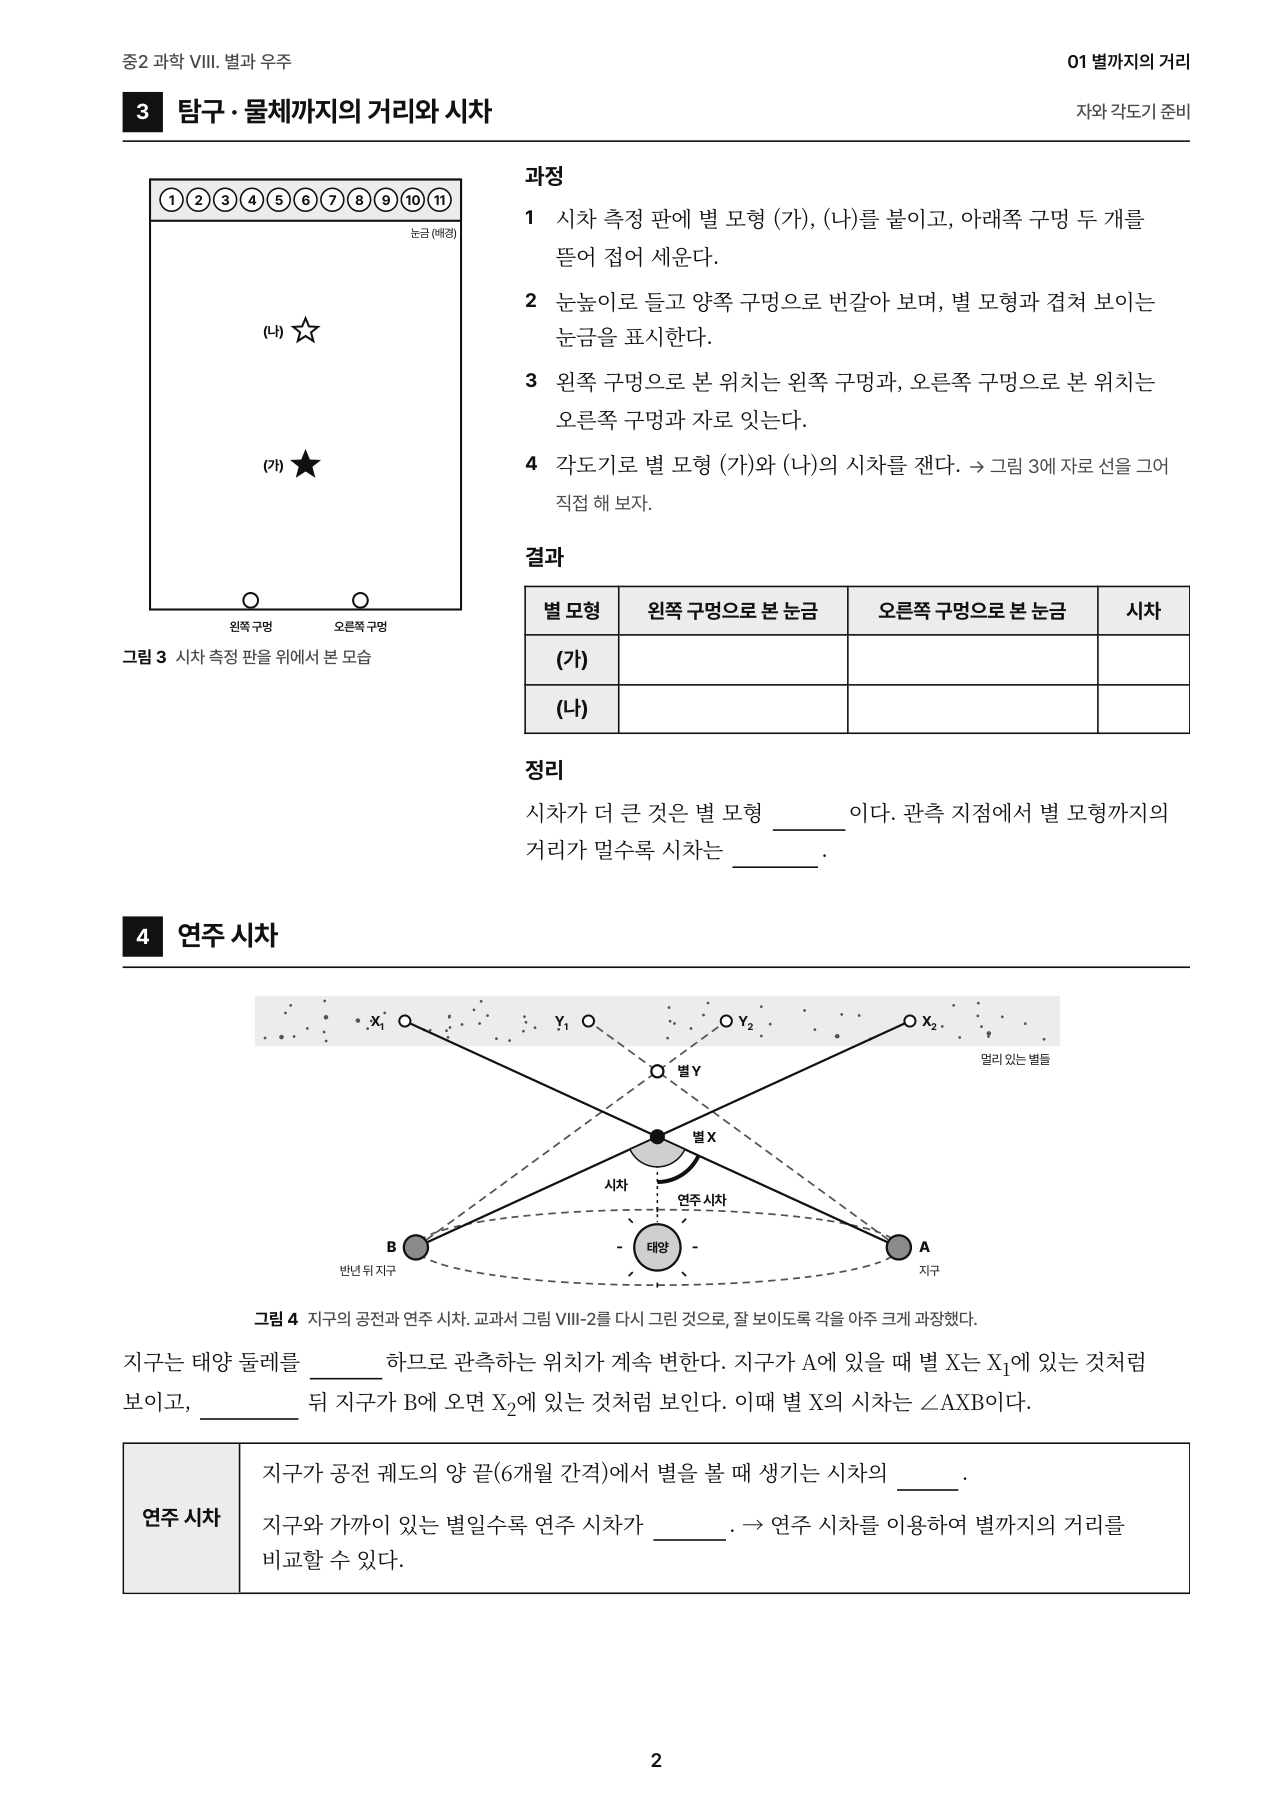 중2 과학 VIII. 별과 우주
01 별까지의 거리
3 탐구 · 물체까지의 거리와 시차
자와 각도기 준비
1 2 3 4 5 6 7 8 9 10 11
눈금 (배경)
(나)
(가)
왼쪽 구멍
오른쪽 구멍
그림 3 시차 측정 판을 위에서 본 모습
과정
1 시차 측정 판에 별 모형 (가), (나)를 붙이고, 아래쪽 구멍 두 개를
뜯어 접어 세운다.
2 눈높이로 들고 양쪽 구멍으로 번갈아 보며, 별 모형과 겹쳐 보이는
눈금을 표시한다.
3 왼쪽 구멍으로 본 위치는 왼쪽 구멍과, 오른쪽 구멍으로 본 위치는
오른쪽 구멍과 자로 잇는다.
4 각도기로 별 모형 (가)와 (나)의 시차를 잰다. → 그림 3에 자로 선을 그어
직접 해 보자.
결과
별 모형 왼쪽 구멍으로 본 눈금 오른쪽 구멍으로 본 눈금 시차
(가)
(나)
정리
시차가 더 큰 것은 별 모형 ______ 이다. 관측 지점에서 별 모형까지의
거리가 멀수록 시차는 ______ .
4 연주 시차
X₁ Y₁ Y₂ X₂
멀리 있는 별들
별 Y
별 X
시차
연주 시차
B
태양
A
반년 뒤 지구
지구
그림 4 지구의 공전과 연주 시차. 교과서 그림 VIII-2를 다시 그린 것으로, 잘 보이도록 각을 아주 크게 과장했다.
지구는 태양 둘레를 ______ 하므로 관측하는 위치가 계속 변한다. 지구가 A에 있을 때 별 X는 X₁에 있는 것처럼
보이고, ______ 뒤 지구가 B에 오면 X₂에 있는 것처럼 보인다. 이때 별 X의 시차는 ∠AXB이다.
연주 시차
지구가 공전 궤도의 양 끝(6개월 간격)에서 별을 볼 때 생기는 시차의 ______ .
지구와 가까이 있는 별일수록 연주 시차가 ______ . → 연주 시차를 이용하여 별까지의 거리를
비교할 수 있다.
2